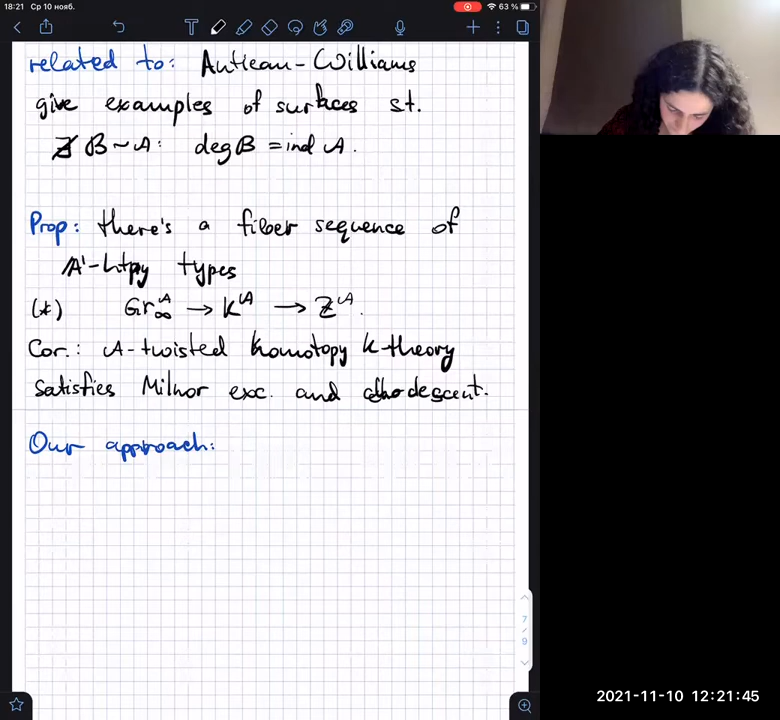 18:21 Ср 10 нояб.
63 %
related to: Antieau-Williams
give examples of surfaces st.
B ~ A: deg B = ind A.
Prop: there's a fiber sequence of
A¹-htpy types
(*) Gr^A_∞ → K^A → Z^A.
Cor.: A-twisted homotopy K-theory
satisfies Milnor exc. and cdh descent.
Our approach:
7
/
9
2021-11-10 12:21:45